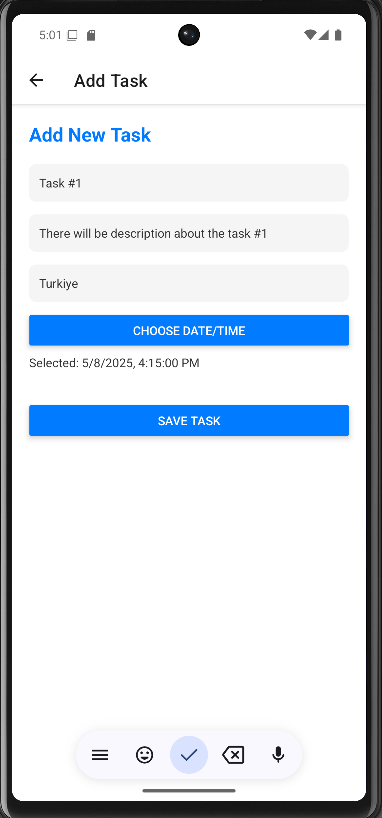 5:01
Add Task
Add New Task
Task #1
There will be description about the task #1
Turkiye
CHOOSE DATE/TIME
Selected: 5/8/2025, 4:15:00 PM
SAVE TASK